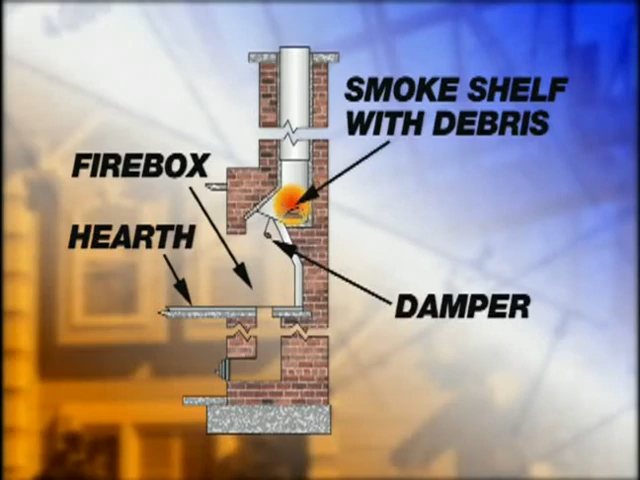 SMOKE SHELF
WITH DEBRIS
FIREBOX
HEARTH
DAMPER